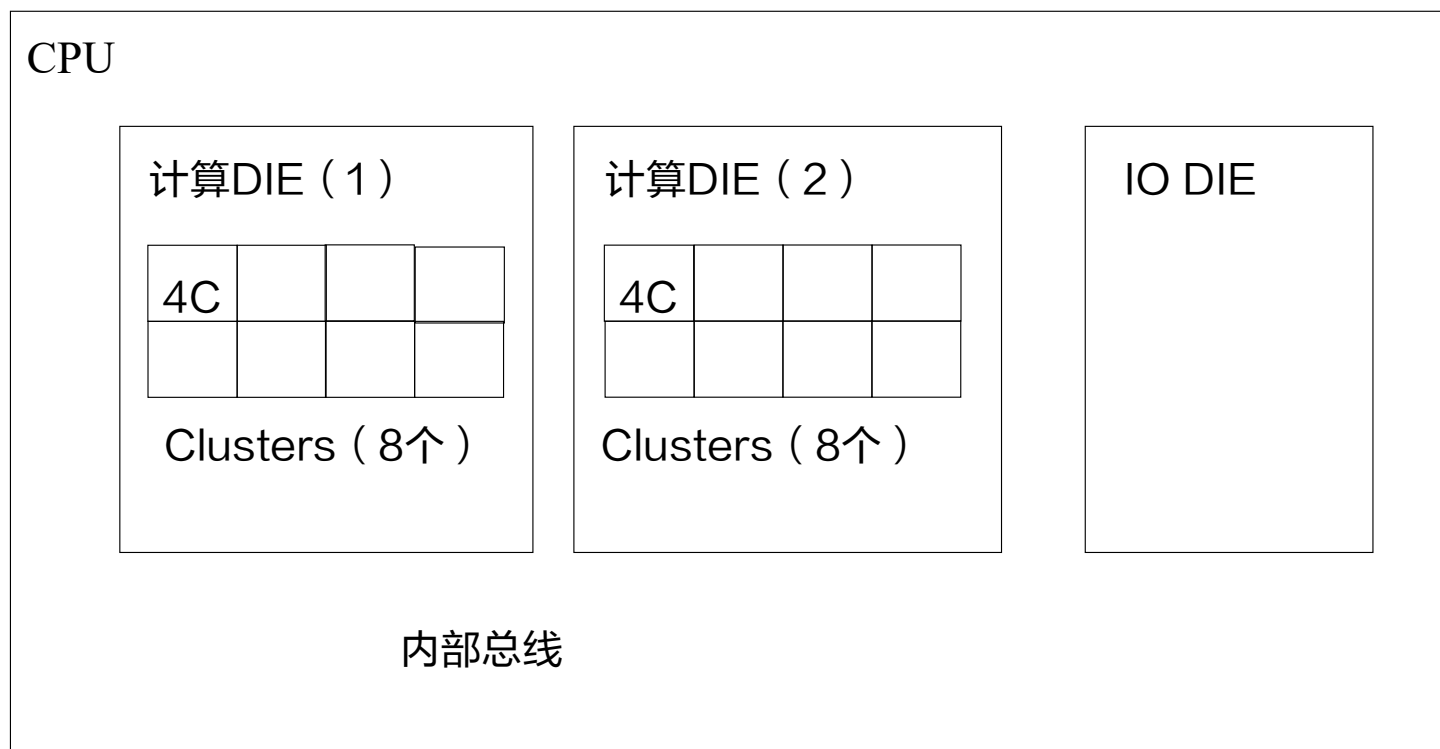 CPU
计算DIE（1）
计算DIE（2）
IO DIE
4C
4C
Clusters（8个）
Clusters（8个）
内部总线